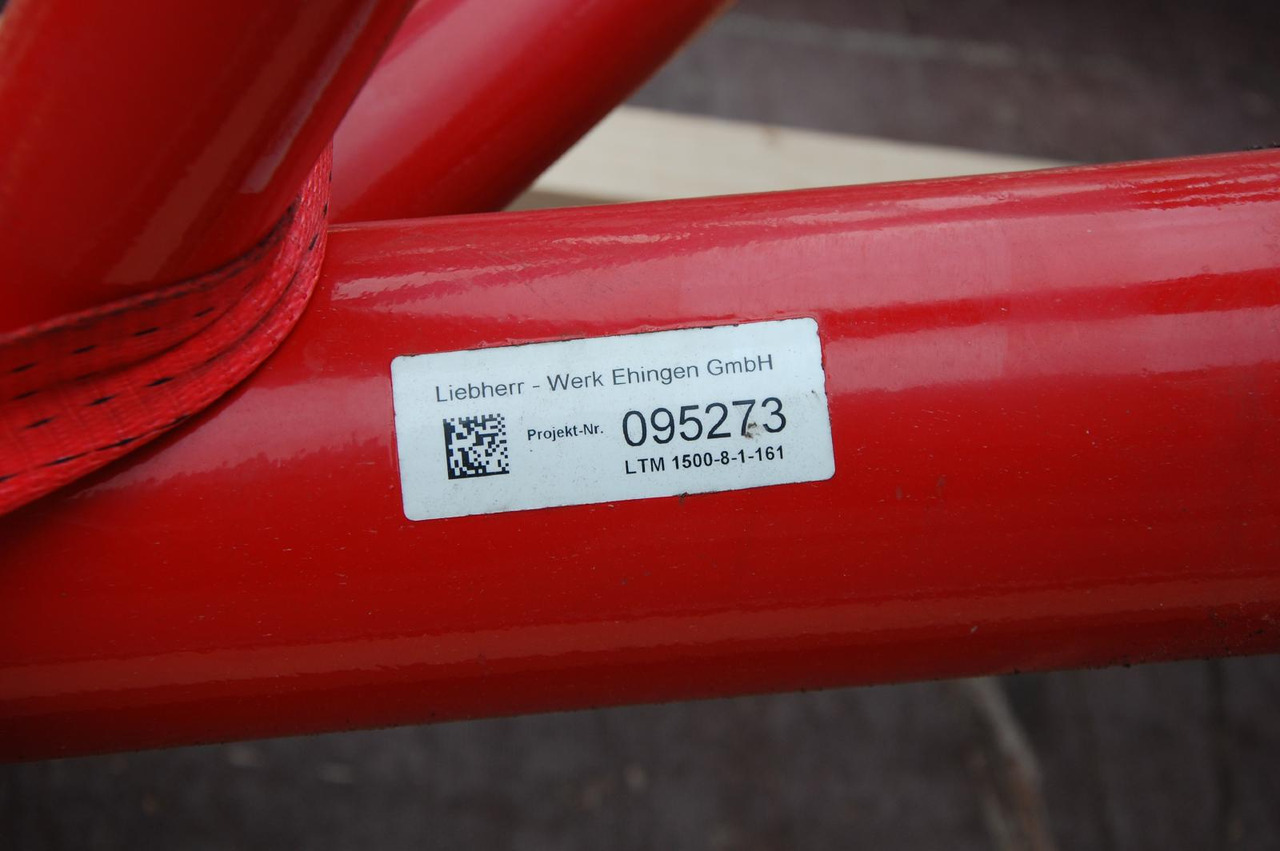 Liebherr - Werk Ehingen GmbH
Projekt-Nr. 095273
LTM 1500-8-1-161